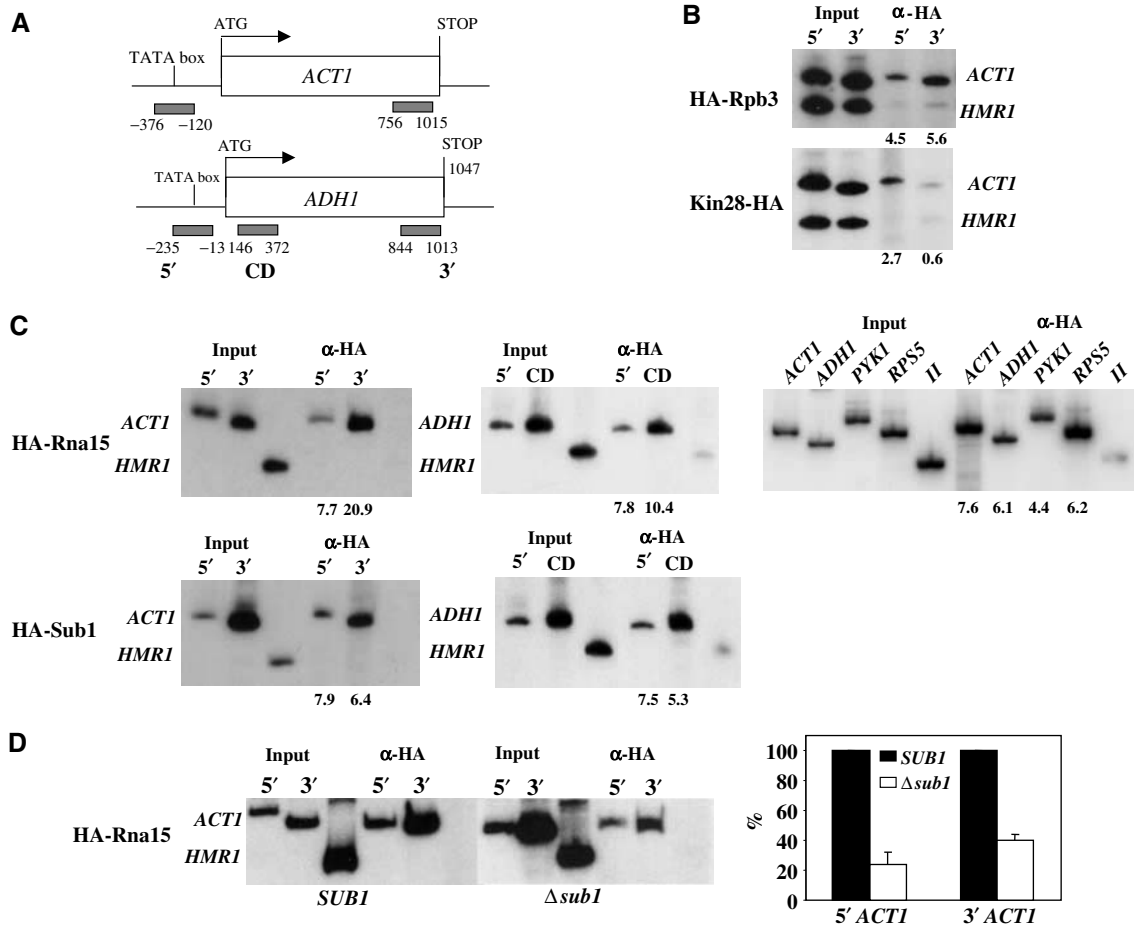 A
ATG
STOP
TATA box
ACT1
−376 −120
756 1015
ATG
STOP
1047
TATA box
ADH1
−235 −13 146 372
844 1013
5′ CD 3′
B
Input α-HA
5′ 3′ 5′ 3′
HA-Rpb3
ACT1
HMR1
4.5 5.6
Kin28-HA
ACT1
HMR1
2.7 0.6
C
Input α-HA
5′ 3′ 5′ 3′
HA-Rna15
ACT1
HMR1
7.7 20.9
Input α-HA
5′ CD 5′ CD
ADH1
HMR1
7.8 10.4
Input α-HA
ACT1 ADH1 PYK1 RPS5 II ACT1 ADH1 PYK1 RPS5 II
7.6 6.1 4.4 6.2
Input α-HA
5′ 3′ 5′ 3′
HA-Sub1
ACT1
HMR1
7.9 6.4
Input α-HA
5′ CD 5′ CD
ADH1
HMR1
7.5 5.3
D
Input α-HA Input α-HA
5′ 3′ 5′ 3′ 5′ 3′ 5′ 3′
HA-Rna15
ACT1
HMR1
SUB1 Δsub1
100
80
60
40
20
0
%
SUB1
Δsub1
5′ ACT1 3′ ACT1